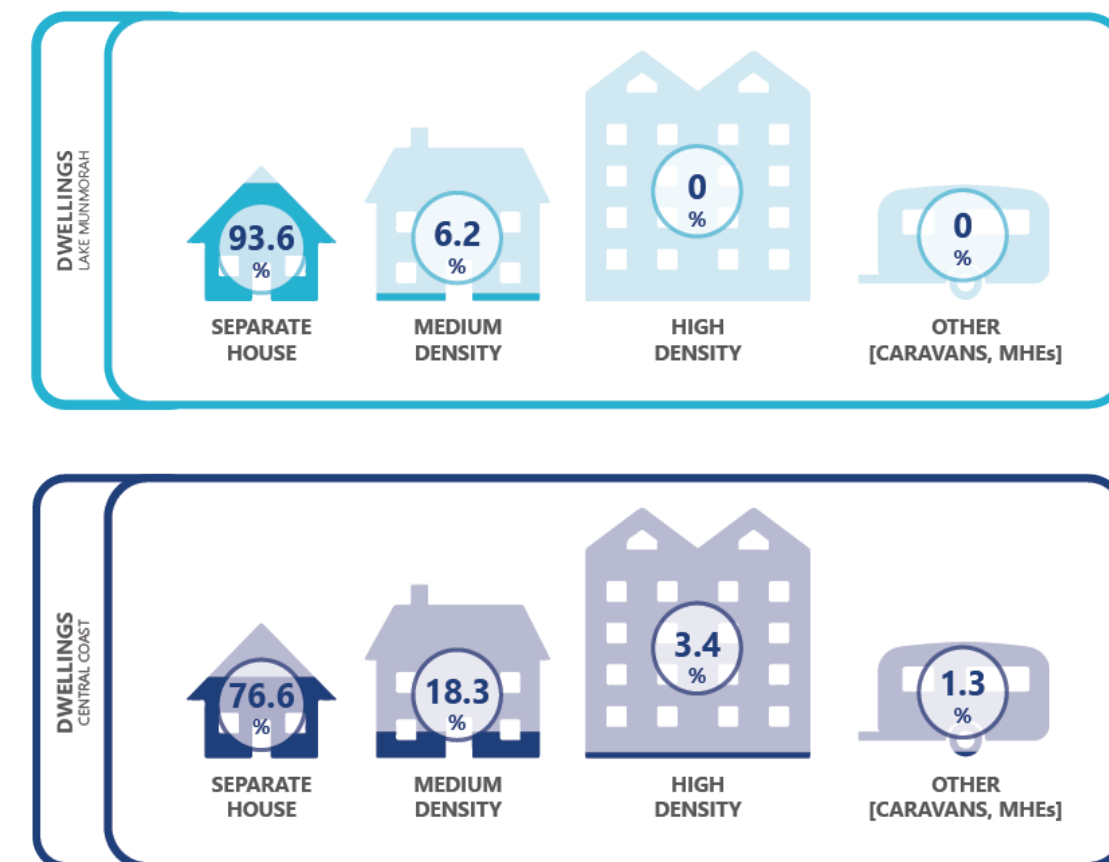 DWELLINGS
LAKE MUNMORAH
93.6
%
6.2
%
0
%
0
%
SEPARATE
HOUSE
MEDIUM
DENSITY
HIGH
DENSITY
OTHER
[CARAVANS, MHEs]
DWELLINGS
CENTRAL COAST
76.6
%
18.3
%
3.4
%
1.3
%
SEPARATE
HOUSE
MEDIUM
DENSITY
HIGH
DENSITY
OTHER
[CARAVANS, MHEs]